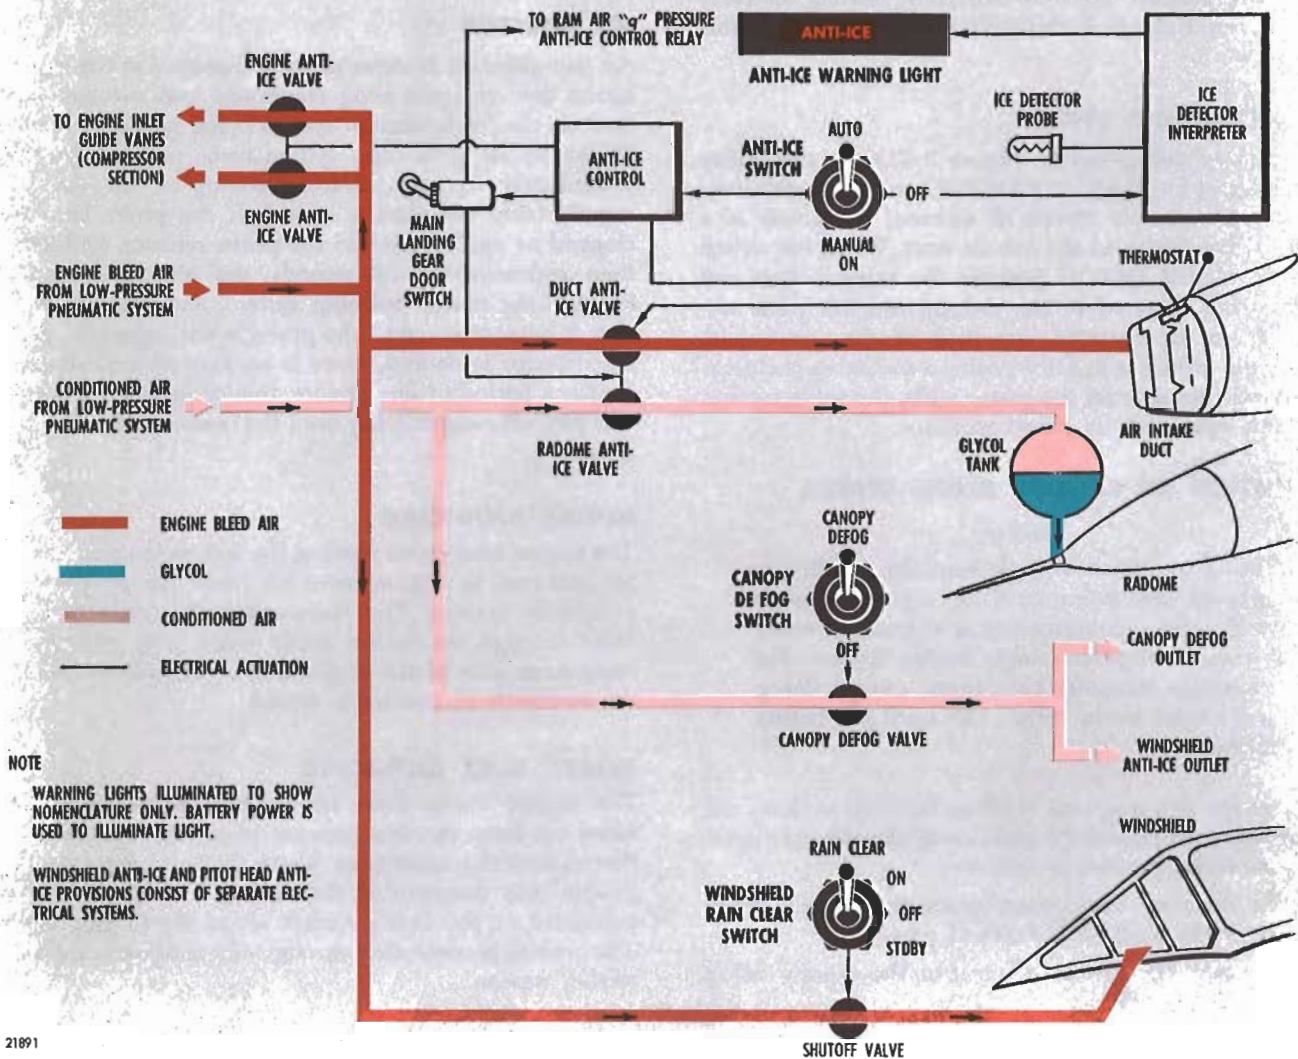 TO RAM AIR "q" PRESSURE
ANTI-ICE CONTROL RELAY
ANTI-ICE
ANTI-ICE WARNING LIGHT
ENGINE ANTI-
ICE VALVE
TO ENGINE INLET
GUIDE VANES
(COMPRESSOR
SECTION)
ENGINE ANTI-
ICE VALVE
ANTI-ICE
CONTROL
MAIN
LANDING
GEAR
DOOR
SWITCH
AUTO
ANTI-ICE
SWITCH
OFF
MANUAL
ON
ICE DETECTOR
PROBE
ICE
DETECTOR
INTERPRETER
THERMOSTAT
ENGINE BLEED AIR
FROM LOW-PRESSURE
PNEUMATIC SYSTEM
DUCT ANTI-
ICE VALVE
CONDITIONED AIR
FROM LOW-PRESSURE
PNEUMATIC SYSTEM
RADOME ANTI-
ICE VALVE
AIR INTAKE
DUCT
GLYCOL
TANK
RADOME
ENGINE BLEED AIR
GLYCOL
CONDITIONED AIR
ELECTRICAL ACTUATION
CANOPY
DEFOG
CANOPY
DE FOG
SWITCH
OFF
CANOPY DEFOG VALVE
CANOPY DEFOG
OUTLET
WINDSHIELD
ANTI-ICE OUTLET
NOTE
WARNING LIGHTS ILLUMINATED TO SHOW
NOMENCLATURE ONLY. BATTERY POWER IS
USED TO ILLUMINATE LIGHT.
WINDSHIELD ANTI-ICE AND PITOT HEAD ANTI-
ICE PROVISIONS CONSIST OF SEPARATE ELEC-
TRICAL SYSTEMS.
WINDSHIELD
RAIN CLEAR
ON
WINDSHIELD
RAIN CLEAR
SWITCH
OFF
STDBY
SHUTOFF VALVE
21891